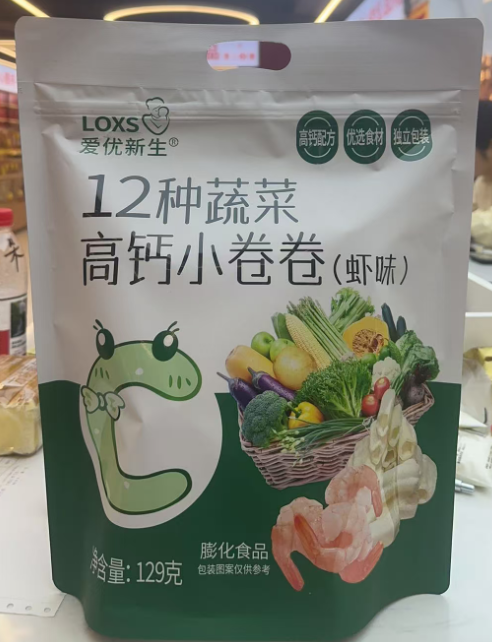 LOXS
爱优新生®
高钙配方 优选食材 独立包装
12种蔬菜
高钙小卷卷(虾味)
膨化食品
包装图案仅供参考
净含量: 129克